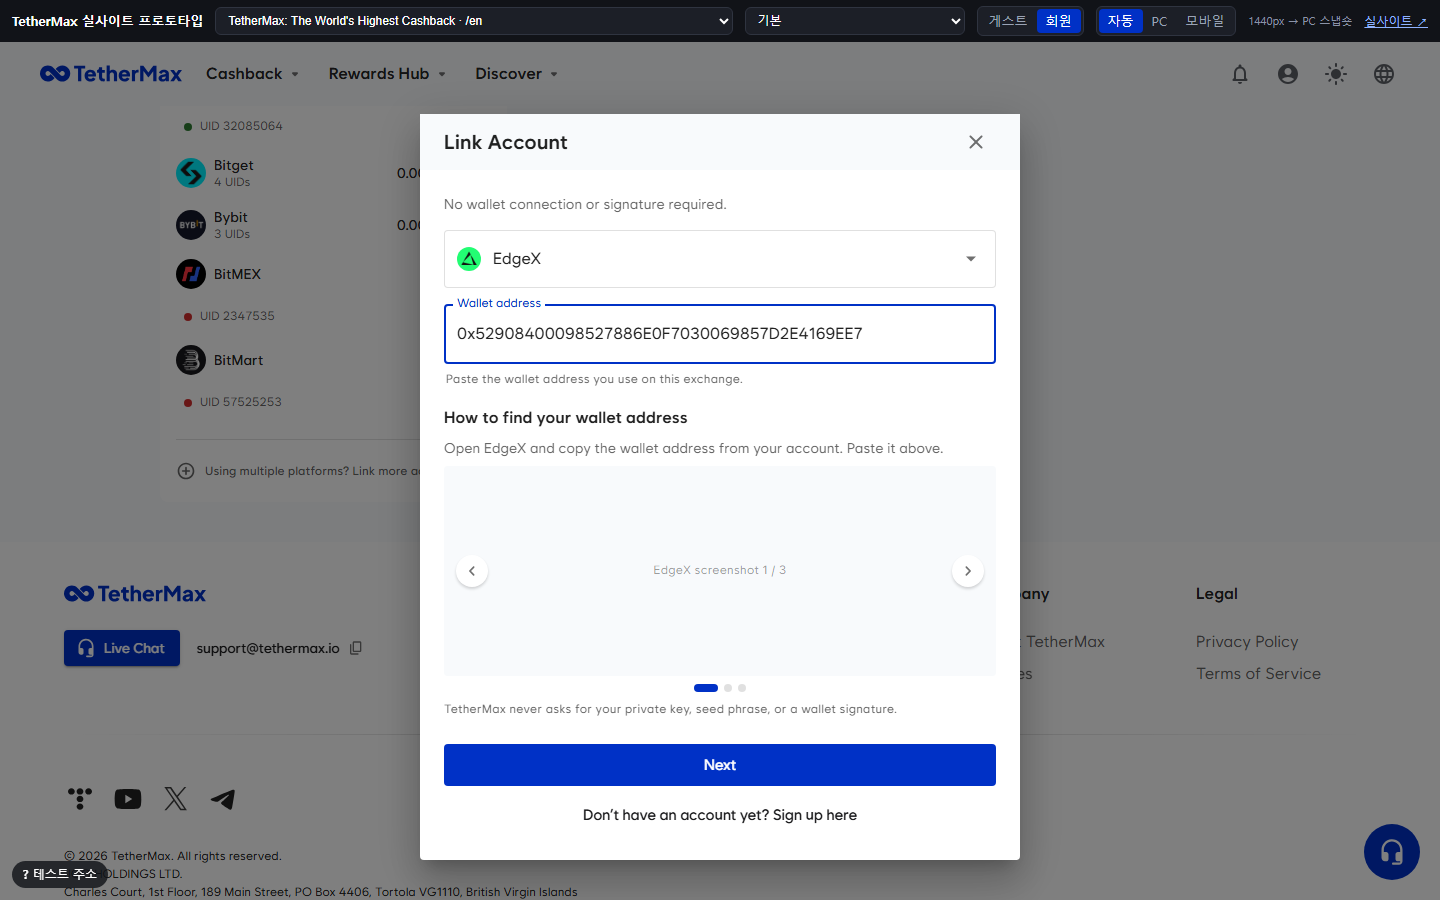 TetherMax 실사이트 프로토타입
TetherMax: The World's Highest Cashback · /en
기본
게스트 회원
자동 PC 모바일
1440px → PC 스냅숏
실사이트 ↗
TetherMax
Cashback
Rewards Hub
Discover
UID 32085064
Bitget
4 UIDs
0.00
BYBIT
Bybit
3 UIDs
0.00
BitMEX
UID 2347535
BitMart
UID 57525253
Using multiple platforms? Link more
Link Account
No wallet connection or signature required.
EdgeX
Wallet address
0x52908400098527886E0F7030069857D2E4169EE7
Paste the wallet address you use on this exchange.
How to find your wallet address
Open EdgeX and copy the wallet address from your account. Paste it above.
EdgeX screenshot 1 / 3
TetherMax never asks for your private key, seed phrase, or a wallet signature.
Next
Don’t have an account yet? Sign up here
TetherMax
Live Chat
support@tethermax.io
any
TetherMax
es
Legal
Privacy Policy
Terms of Service
© 2026 TetherMax. All rights reserved.
HOLDINGS LTD.
Charles Court, 1st Floor, 189 Main Street, PO Box 4406, Tortola VG1110, British Virgin Islands
? 테스트 주소